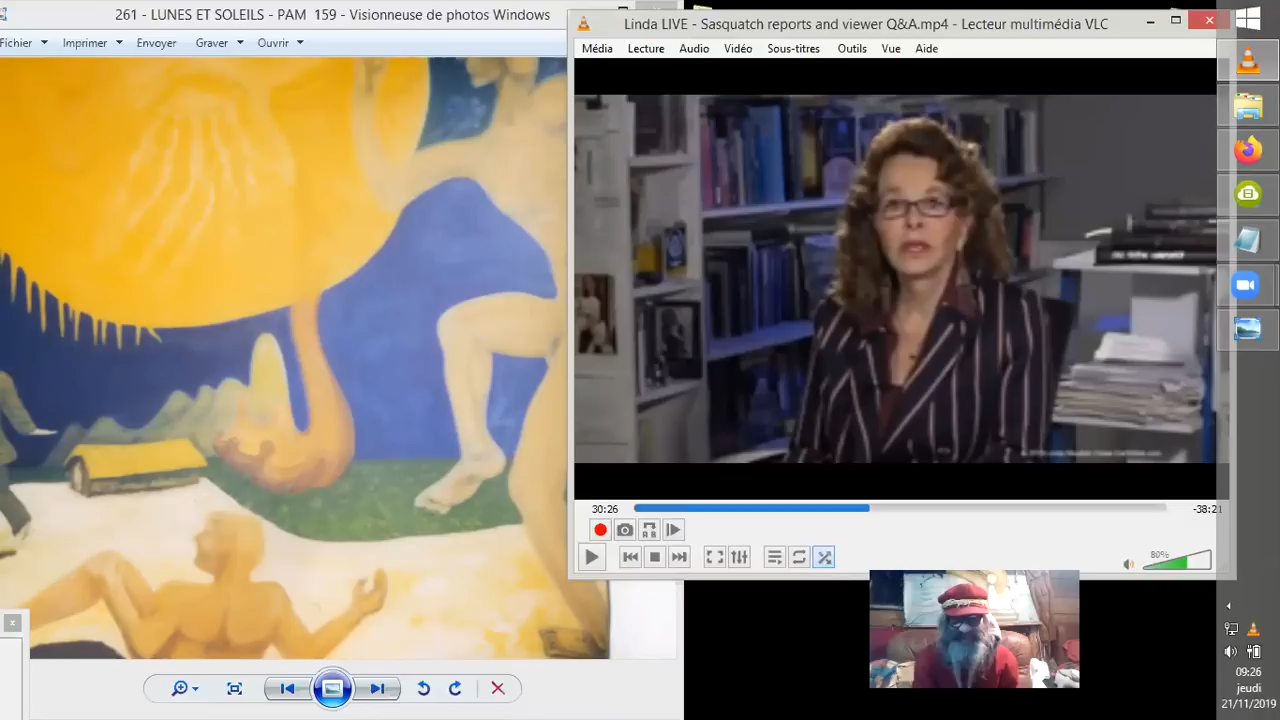 261 - LUNES ET SOLEILS - PAM 159 - Visionneuse de photos Windows
Fichier Imprimer Envoyer Graver Ouvrir
Linda LIVE - Sasquatch reports and viewer Q&A.mp4 - Lecteur multimédia VLC
Média Lecture Audio Vidéo Sous-titres Outils Vue Aide
30:26
-38:21
80%
09:26
jeudi
21/11/2019